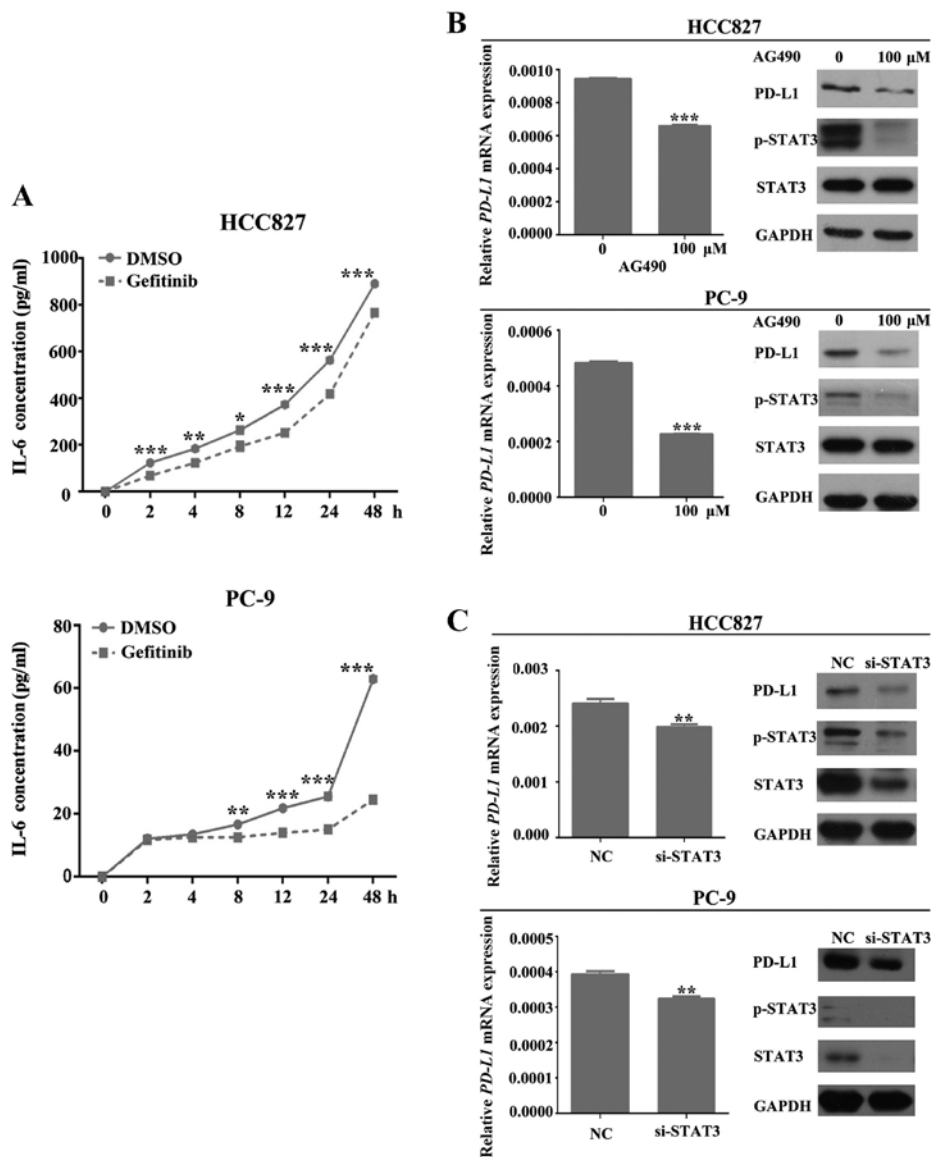 A
HCC827
IL-6 concentration (pg/ml)
1000
800
600
400
200
0
DMSO
Gefitinib
***
**
*
***
***
***
0 2 4 8 12 24 48 h
PC-9
IL-6 concentration (pg/ml)
80
60
40
20
0
DMSO
Gefitinib
**
***
***
***
0 2 4 8 12 24 48 h
B
HCC827
Relative PD-L1 mRNA expression
0.0010
0.0008
0.0006
0.0004
0.0002
0.0000
***
0 100 μM
AG490
AG490 0 100 μM
PD-L1
p-STAT3
STAT3
GAPDH
PC-9
Relative PD-L1 mRNA expression
0.0006
0.0004
0.0002
0.0000
***
0 100 μM
AG490 0 100 μM
PD-L1
p-STAT3
STAT3
GAPDH
C
HCC827
Relative PD-L1 mRNA expression
0.003
0.002
0.001
0.000
**
NC si-STAT3
NC si-STAT3
PD-L1
p-STAT3
STAT3
GAPDH
PC-9
Relative PD-L1 mRNA expression
0.0005
0.0004
0.0003
0.0002
0.0001
0.0000
**
NC si-STAT3
NC si-STAT3
PD-L1
p-STAT3
STAT3
GAPDH